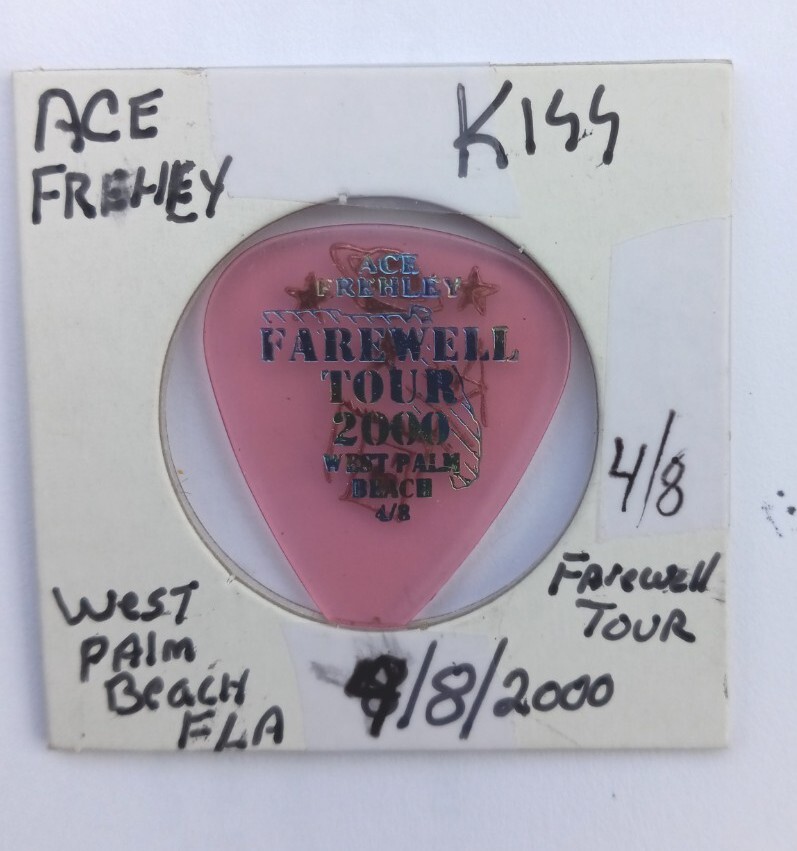 ACE
FREHEY
KISS
ACE
FREHLEY
FAREWELL
TOUR
2000
WEST PALM
BEACH
4/8
4/8
Farewell
TOUR
WesT
PAlm
BeacH
FLA
4/8/2000